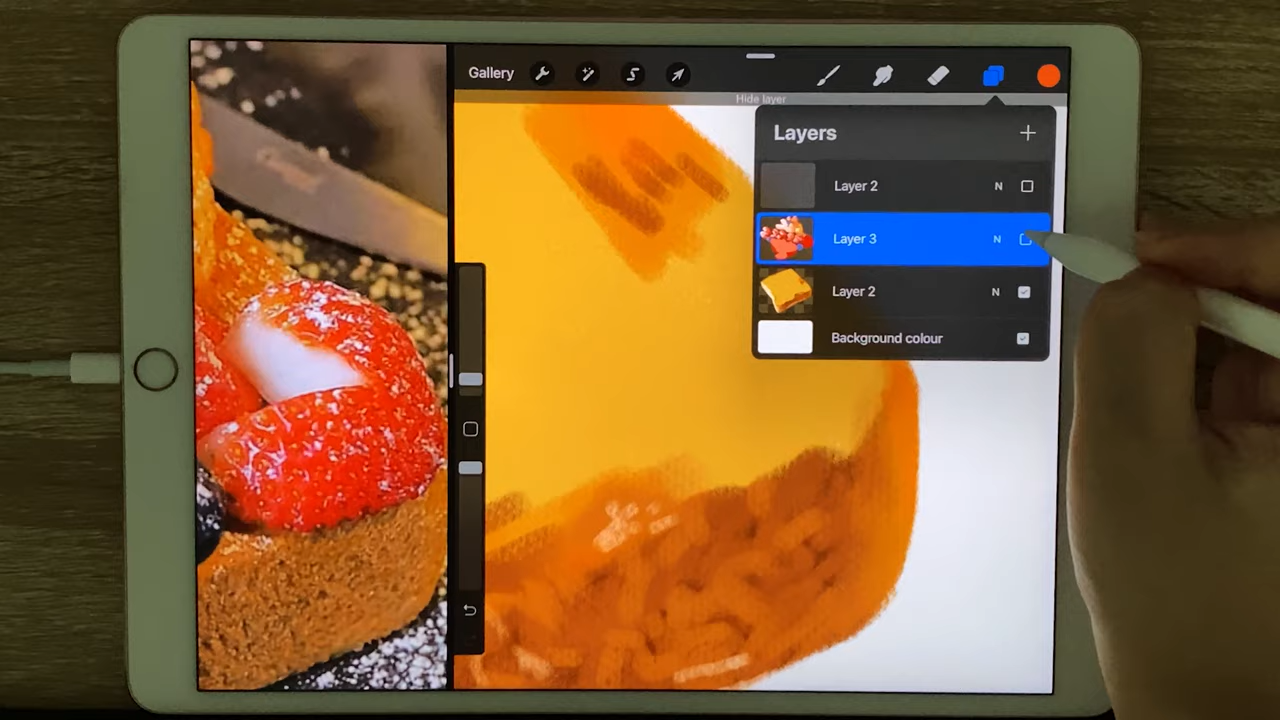 Gallery
Hide layer
Layers
Layer 2
N
Layer 3
N
Layer 2
N
Background colour